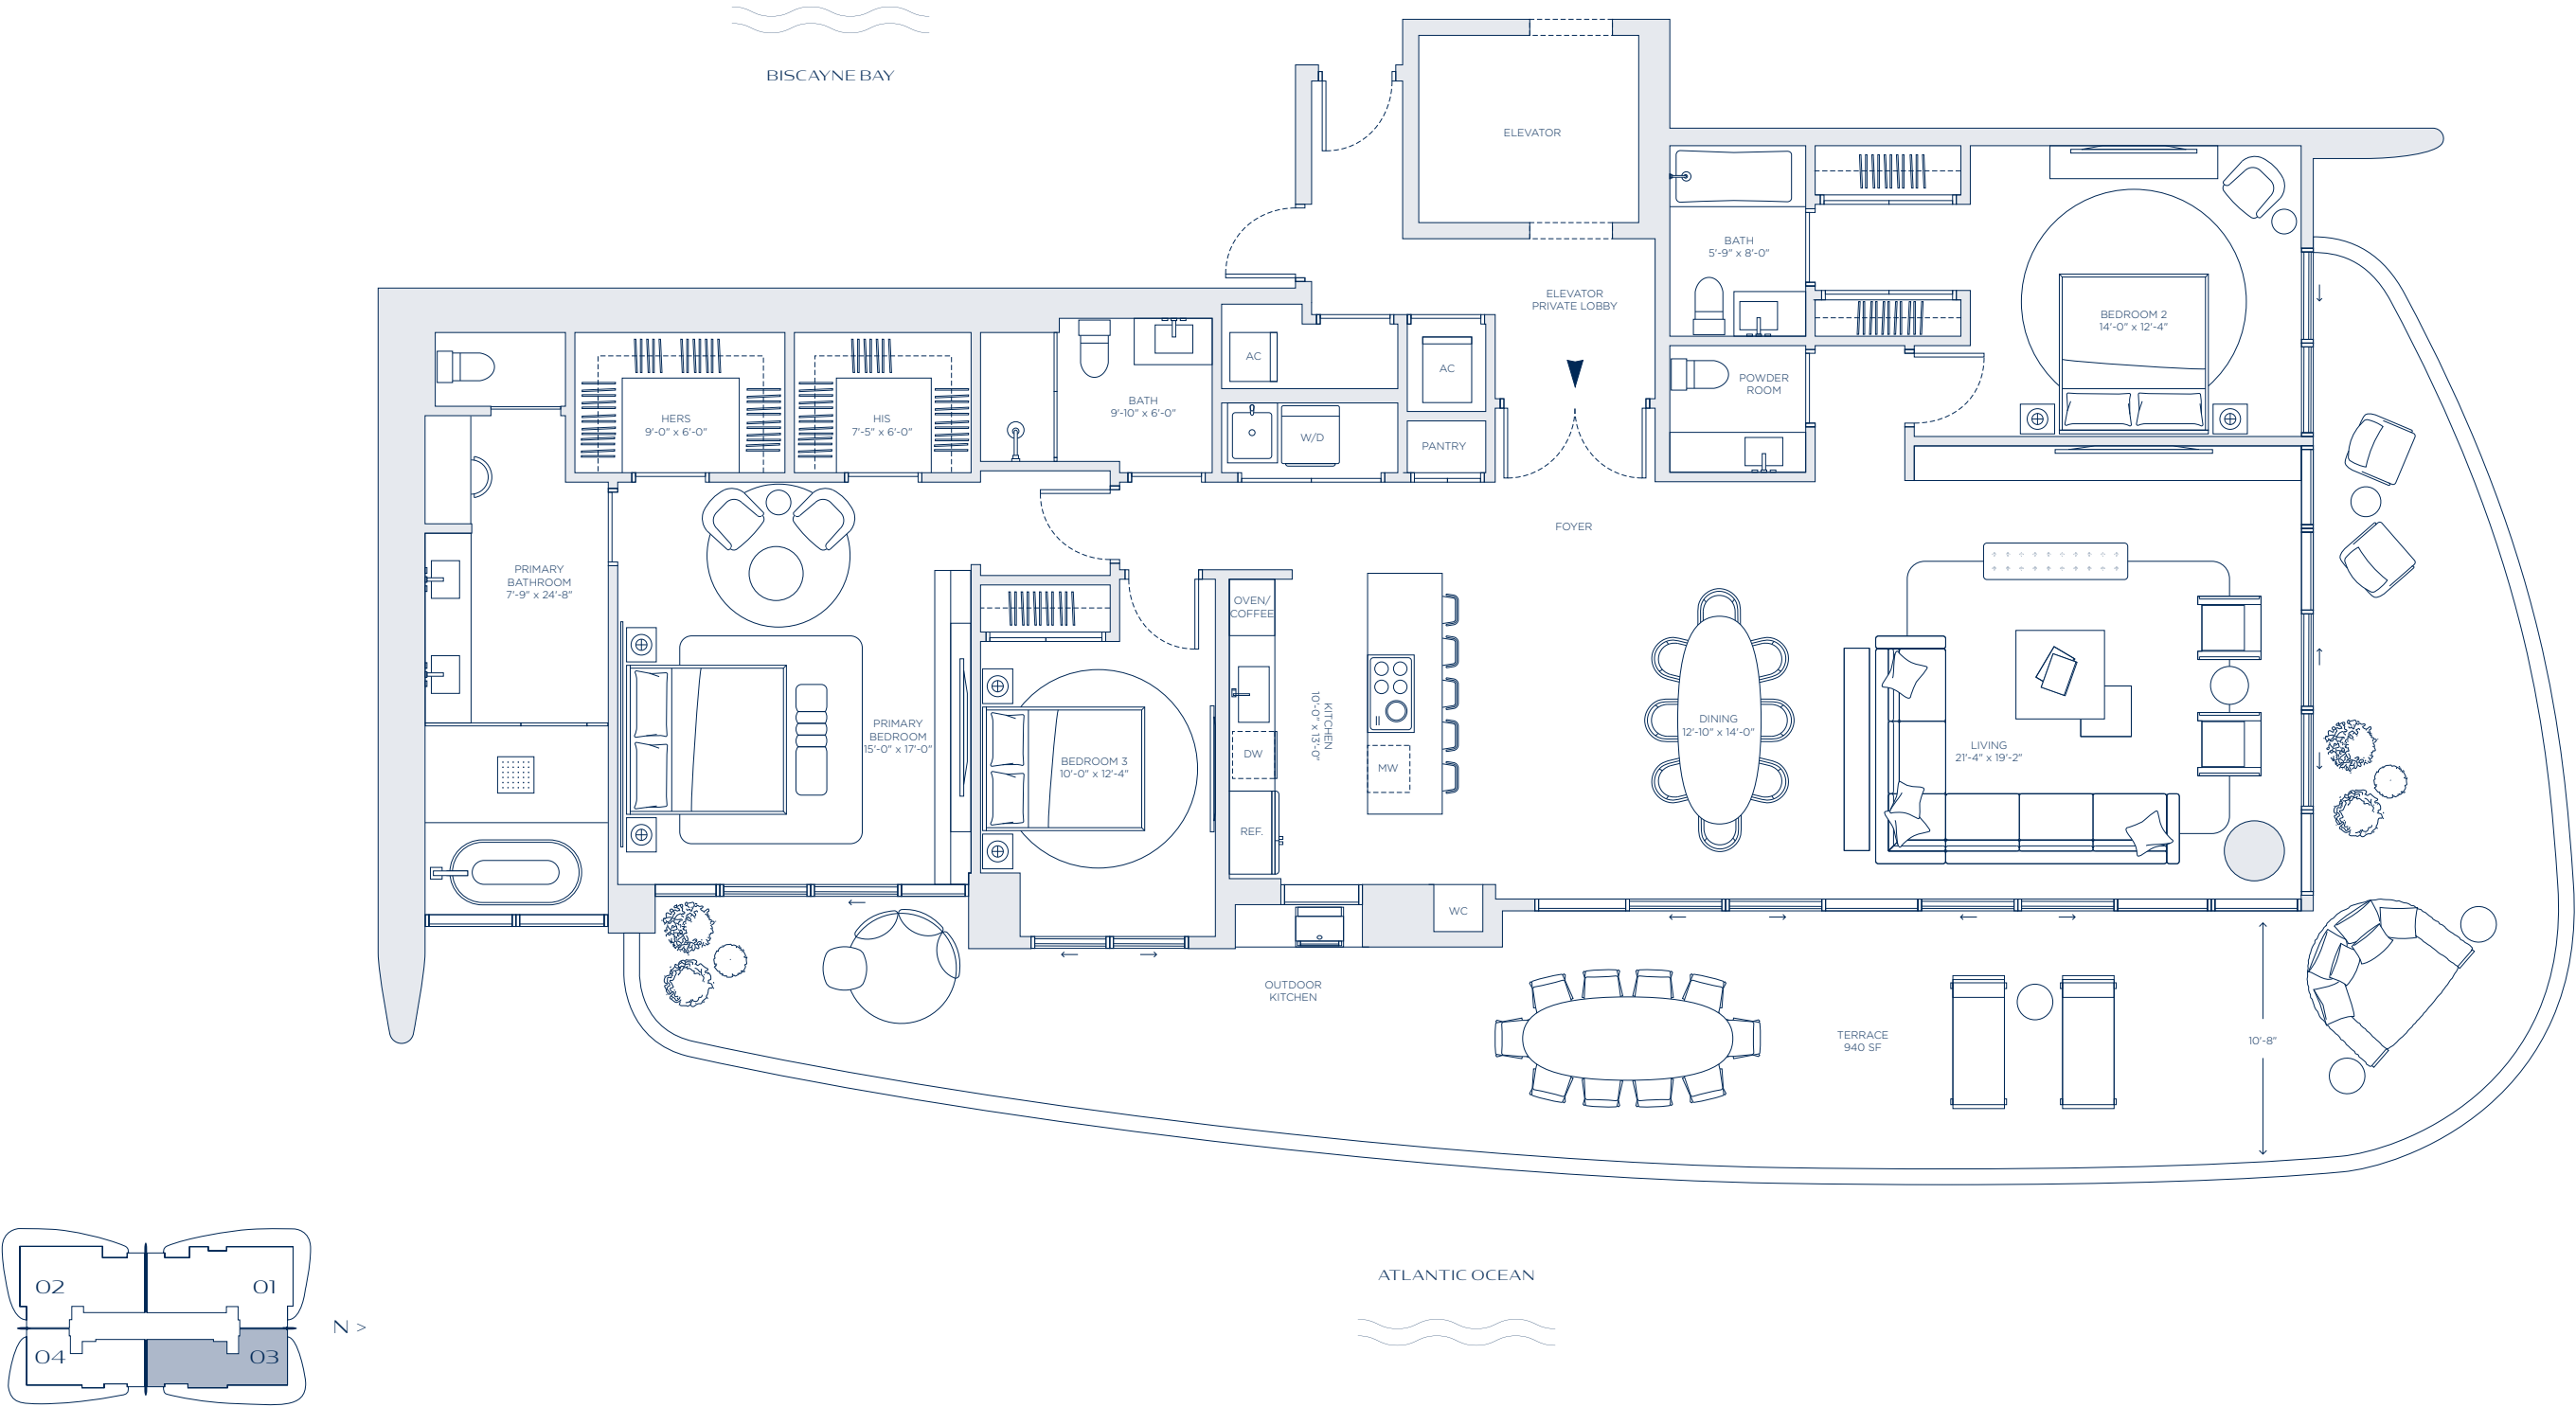 BISCAYNE BAY
ELEVATOR
BATH
5'-9" x 8'-0"
ELEVATOR
PRIVATE LOBBY
BEDROOM 2
14'-0" x 12'-4"
AC
AC
POWDER
ROOM
HERS
9'-0" x 6'-0"
HIS
7'-5" x 6'-0"
BATH
9'-10" x 6'-0"
W/D
PANTRY
FOYER
PRIMARY
BATHROOM
7'-9" x 24'-8"
OVEN/
COFFEE
PRIMARY
BEDROOM
15'-0" x 17'-0"
BEDROOM 3
10'-0" x 12'-4"
KITCHEN
10'-0" x 13'-0"
DW
MW
REF.
DINING
12'-10" x 14'-0"
LIVING
21'-4" x 19'-2"
WC
OUTDOOR
KITCHEN
TERRACE
940 SF
10'-8"
ATLANTIC OCEAN
02
01
N >
04
03